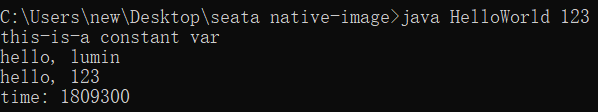 C:\Users\new\Desktop\seata native-image>java HelloWorld 123
this-is-a constant var
hello, lumin
hello, 123
time: 1809300